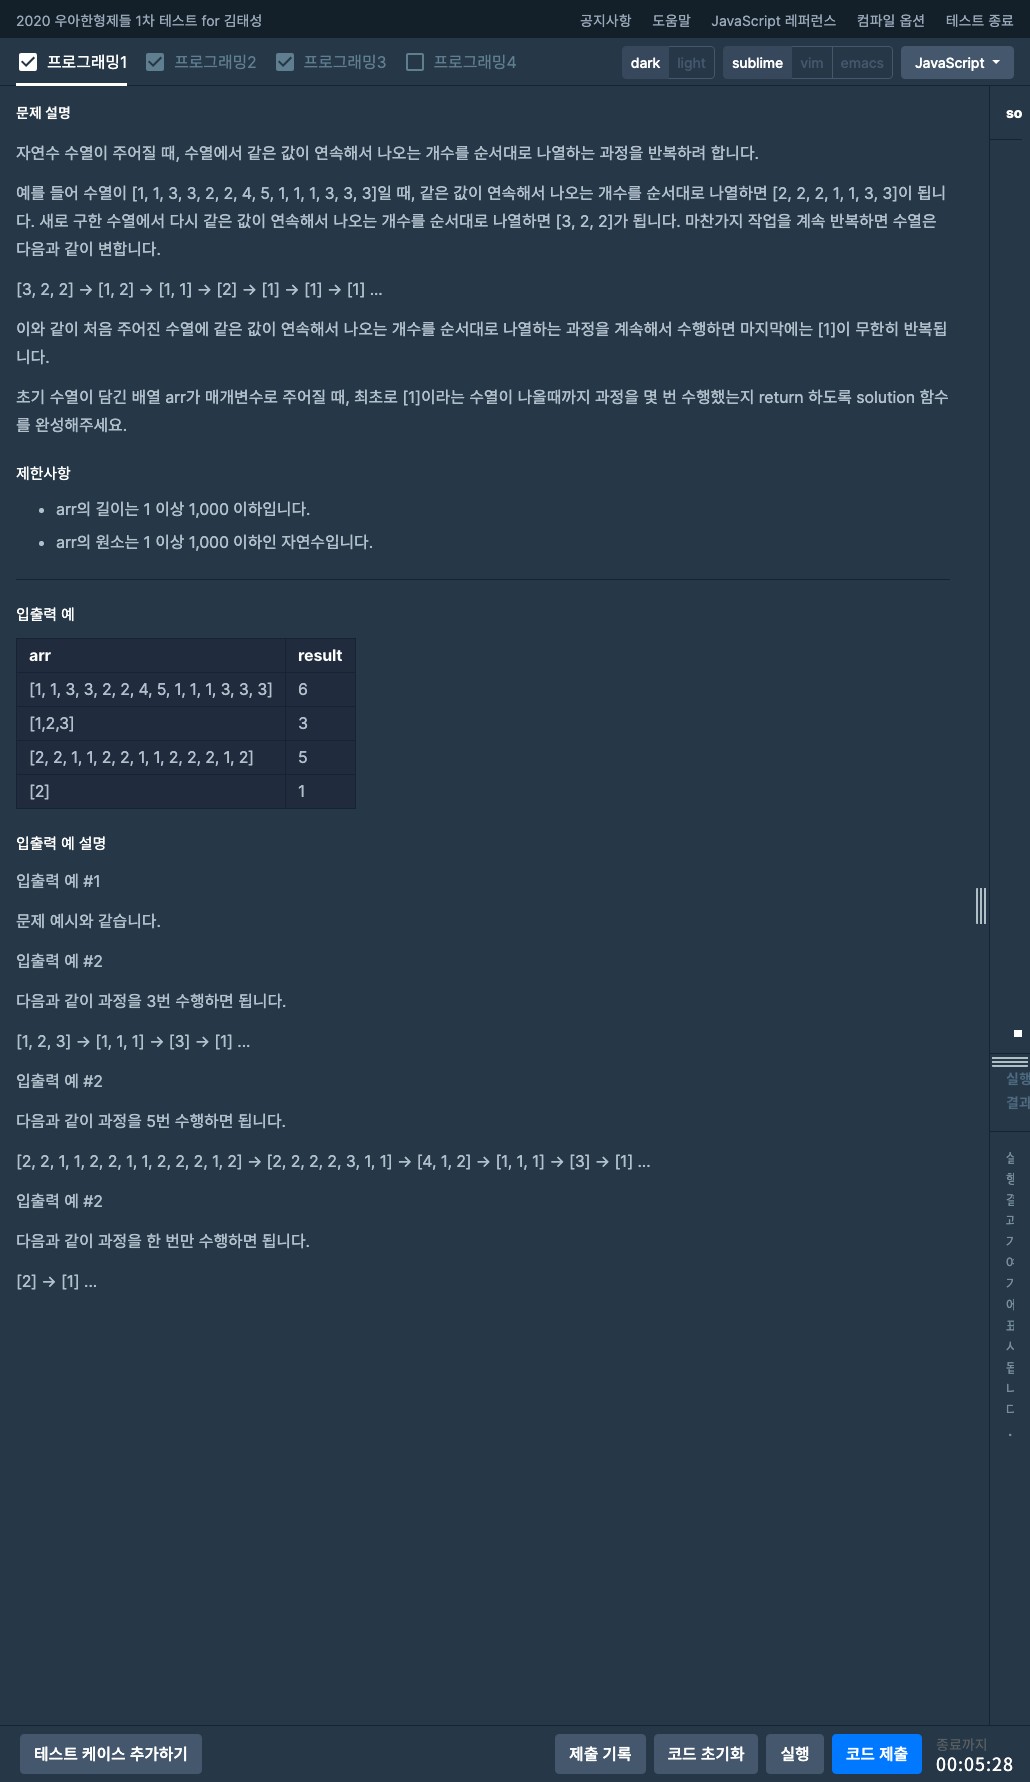 2020 우아한형제들 1차 테스트 for 김태성
공지사항 도움말 JavaScript 레퍼런스 컴파일 옵션 테스트 종료
프로그래밍1 프로그래밍2 프로그래밍3 프로그래밍4 dark light sublime vim emacs JavaScript
문제 설명
자연수 수열이 주어질 때, 수열에서 같은 값이 연속해서 나오는 개수를 순서대로 나열하는 과정을 반복하려 합니다.
예를 들어 수열이 [1, 1, 3, 3, 2, 2, 4, 5, 1, 1, 1, 3, 3, 3]일 때, 같은 값이 연속해서 나오는 개수를 순서대로 나열하면 [2, 2, 2, 1, 1, 3, 3]이 됩니
다. 새로 구한 수열에서 다시 같은 값이 연속해서 나오는 개수를 순서대로 나열하면 [3, 2, 2]가 됩니다. 마찬가지 작업을 계속 반복하면 수열은
다음과 같이 변합니다.
[3, 2, 2] → [1, 2] → [1, 1] → [2] → [1] → [1] → [1] ...
이와 같이 처음 주어진 수열에 같은 값이 연속해서 나오는 개수를 순서대로 나열하는 과정을 계속해서 수행하면 마지막에는 [1]이 무한히 반복됩
니다.
초기 수열이 담긴 배열 arr가 매개변수로 주어질 때, 최초로 [1]이라는 수열이 나올때까지 과정을 몇 번 수행했는지 return 하도록 solution 함수
를 완성해주세요.
제한사항
• arr의 길이는 1 이상 1,000 이하입니다.
• arr의 원소는 1 이상 1,000 이하인 자연수입니다.
입출력 예
arr result
[1, 1, 3, 3, 2, 2, 4, 5, 1, 1, 1, 3, 3, 3] 6
[1,2,3] 3
[2, 2, 1, 1, 2, 2, 1, 1, 2, 2, 2, 1, 2] 5
[2] 1
입출력 예 설명
입출력 예 #1
문제 예시와 같습니다.
입출력 예 #2
다음과 같이 과정을 3번 수행하면 됩니다.
[1, 2, 3] → [1, 1, 1] → [3] → [1] ...
입출력 예 #2
다음과 같이 과정을 5번 수행하면 됩니다.
[2, 2, 1, 1, 2, 2, 1, 1, 2, 2, 2, 1, 2] → [2, 2, 2, 2, 3, 1, 1] → [4, 1, 2] → [1, 1, 1] → [3] → [1] ...
입출력 예 #2
다음과 같이 과정을 한 번만 수행하면 됩니다.
[2] → [1] ...
so
실행
결과
테스트 케이스 추가하기 제출 기록 코드 초기화 실행 코드 제출
종료까지
00:05:28